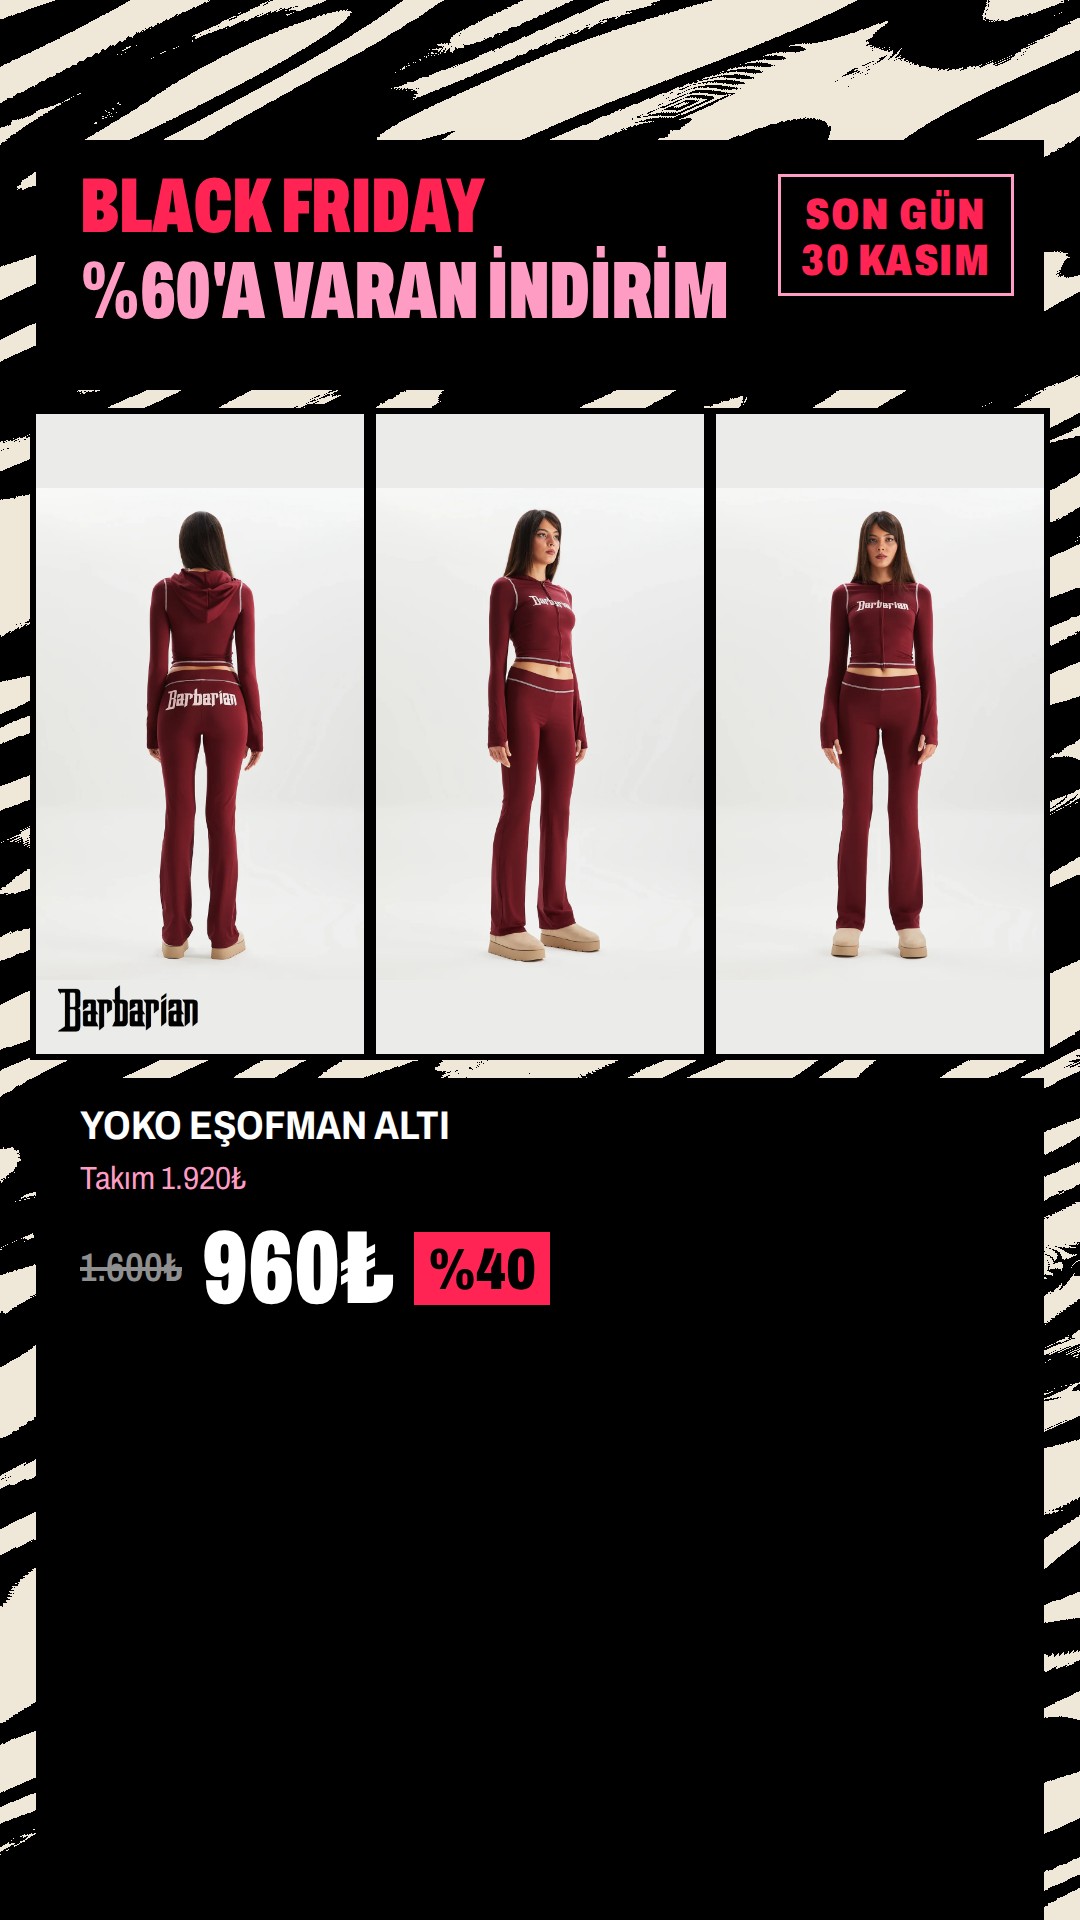 BLACK FRIDAY
%60'A VARAN İNDİRİM
SON GÜN
30 KASIM
Barbarian
Barbarian
Barbarian
Barbarian
YOKO EŞOFMAN ALTI
Takım 1.920₺
1.600₺ 960₺ %40